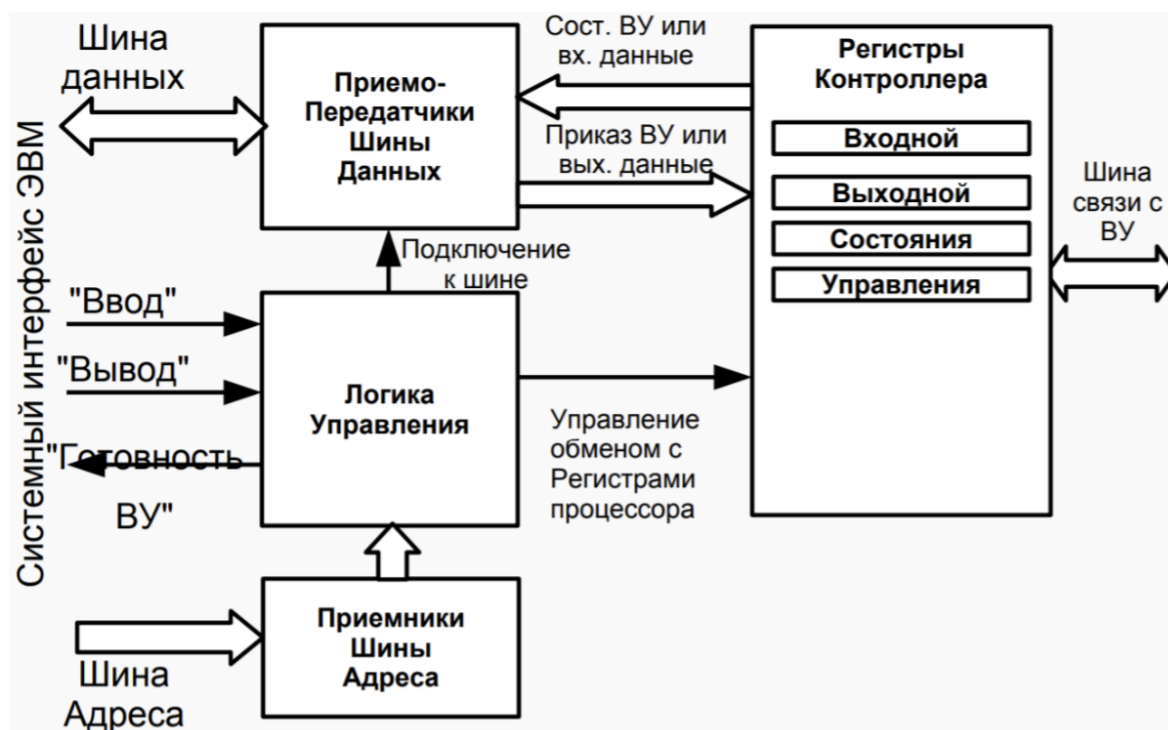 Шина
данных
Системный интерфейс ЭВМ
Приемо-
Передатчики
Шины
Данных
Сост. ВУ или
вх. данные
Приказ ВУ или
вых. данные
Регистры
Контроллера
Входной
Выходной
Состояния
Управления
Шина
связи с
ВУ
Подключение
к шине
"Ввод"
"Вывод"
"Готовность
ВУ"
Логика
Управления
Управление
обменом с
Регистрами
процессора
Приемники
Шины
Адреса
Шина
Адреса